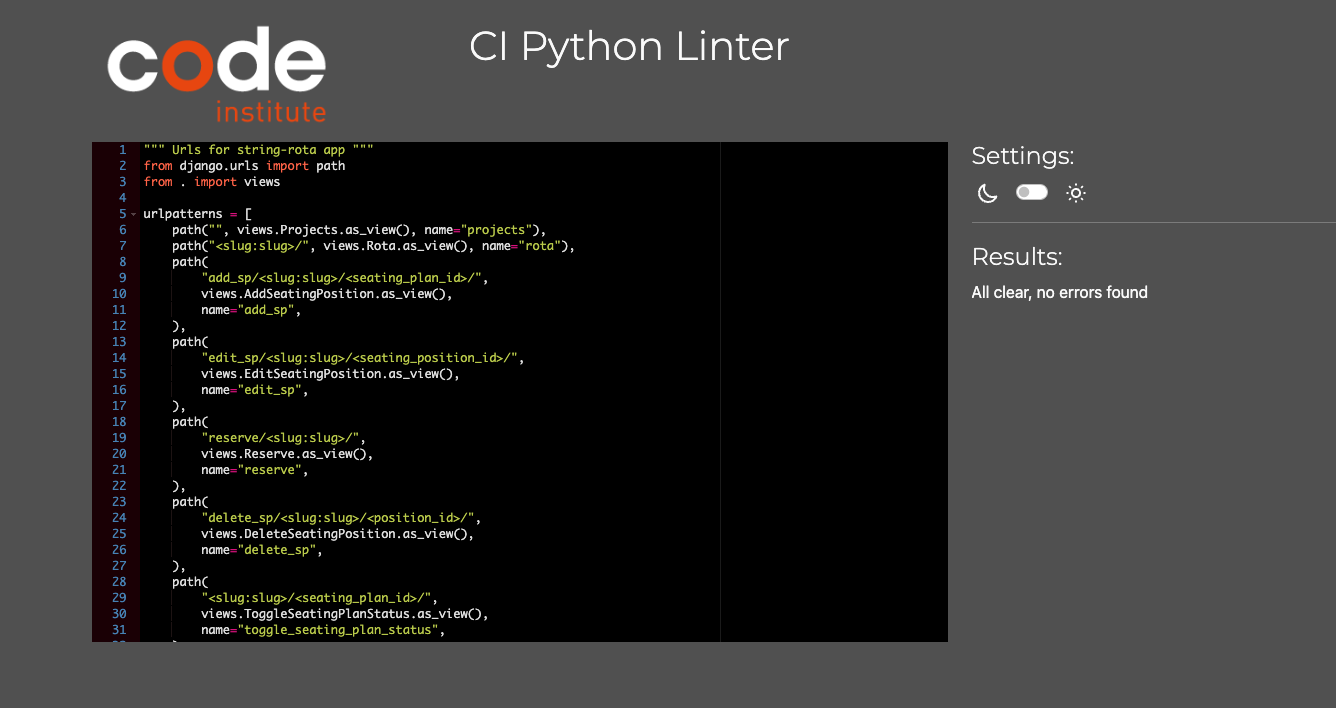 code
institute
CI Python Linter
1 """ Urls for string-rota app """
2 from django.urls import path
3 from . import views
4
5 urlpatterns = [
6     path("", views.Projects.as_view(), name="projects"),
7     path("<slug:slug>/", views.Rota.as_view(), name="rota"),
8     path(
9         "add_sp/<slug:slug>/<seating_plan_id>/",
10         views.AddSeatingPosition.as_view(),
11         name="add_sp",
12     ),
13     path(
14         "edit_sp/<slug:slug>/<seating_position_id>/",
15         views.EditSeatingPosition.as_view(),
16         name="edit_sp",
17     ),
18     path(
19         "reserve/<slug:slug>/",
20         views.Reserve.as_view(),
21         name="reserve",
22     ),
23     path(
24         "delete_sp/<slug:slug>/<position_id>/",
25         views.DeleteSeatingPosition.as_view(),
26         name="delete_sp",
27     ),
28     path(
29         "<slug:slug>/<seating_plan_id>/",
30         views.ToggleSeatingPlanStatus.as_view(),
31         name="toggle_seating_plan_status",
Settings:
Results:
All clear, no errors found